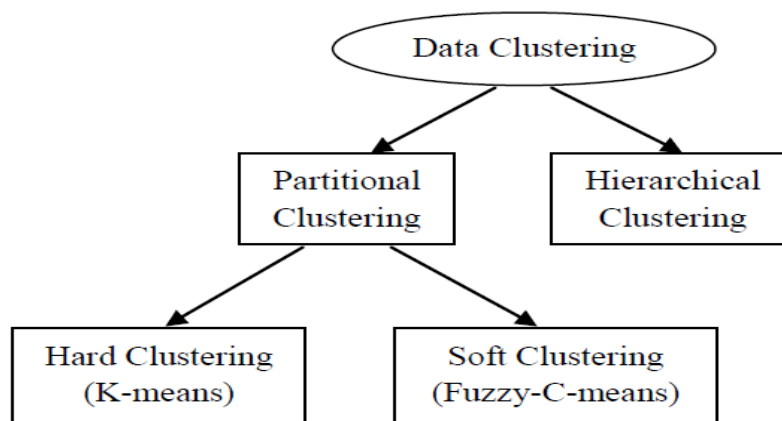 Data Clustering
Partitional
Clustering
Hierarchical
Clustering
Hard Clustering
(K-means)
Soft Clustering
(Fuzzy-C-means)